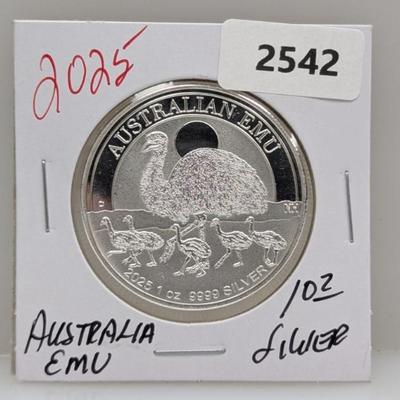 2025
2542
AUSTRALIAN EMU
2025 1 oz 9999 SILVER
AUSTRALIA
EMU
1OZ
SILVER